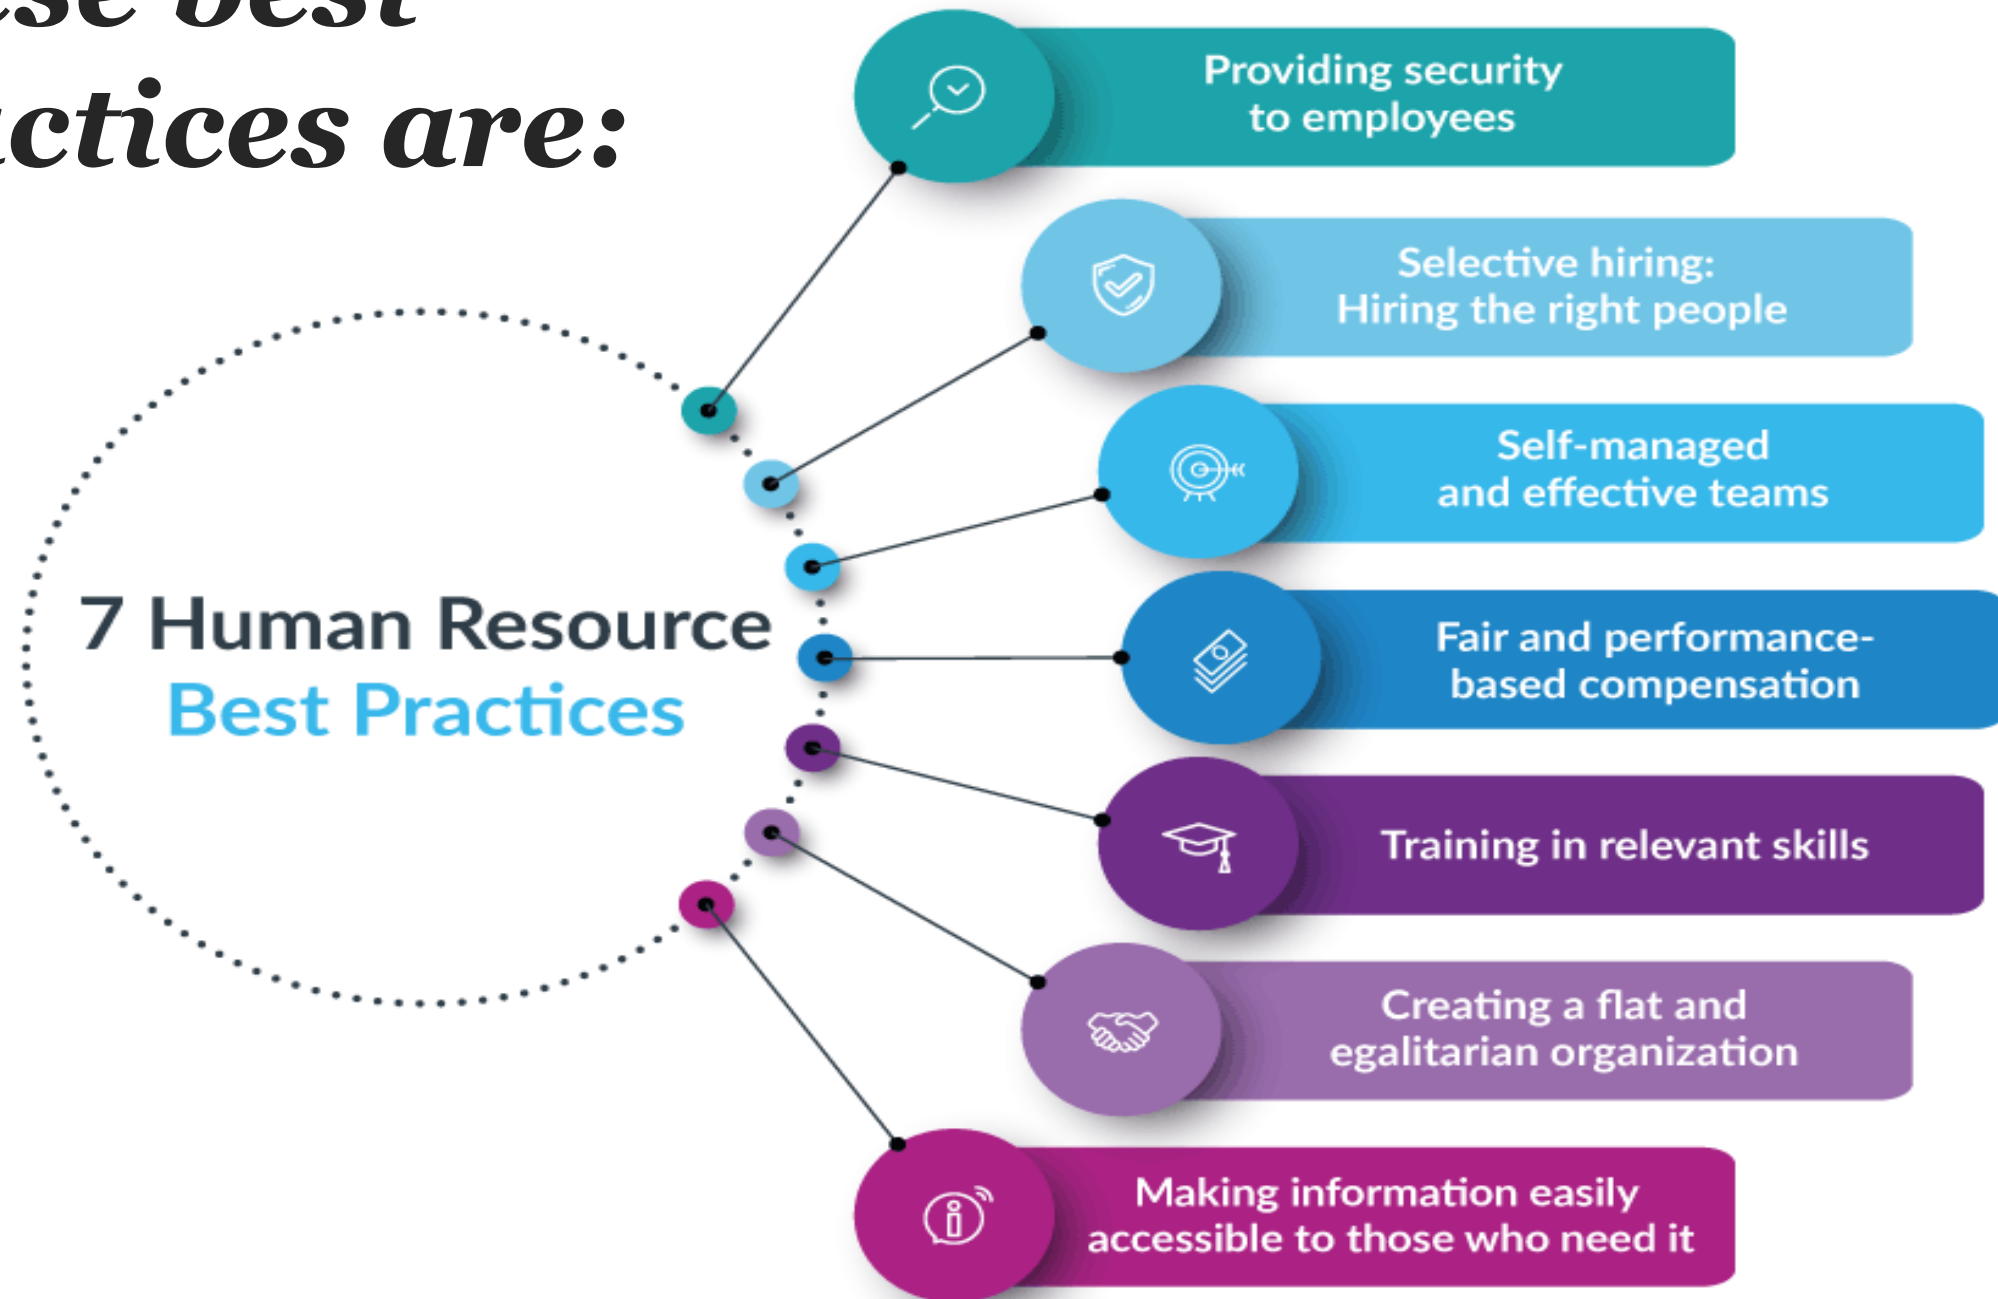 best
are:
7 Human Resource
Best Practices
Providing security
to employees
Selective hiring:
Hiring the right people
Self-managed
and effective teams
Fair and performance-
based compensation
Training in relevant skills
Creating a flat and
egalitarian organization
Making information easily
accessible to those who need it